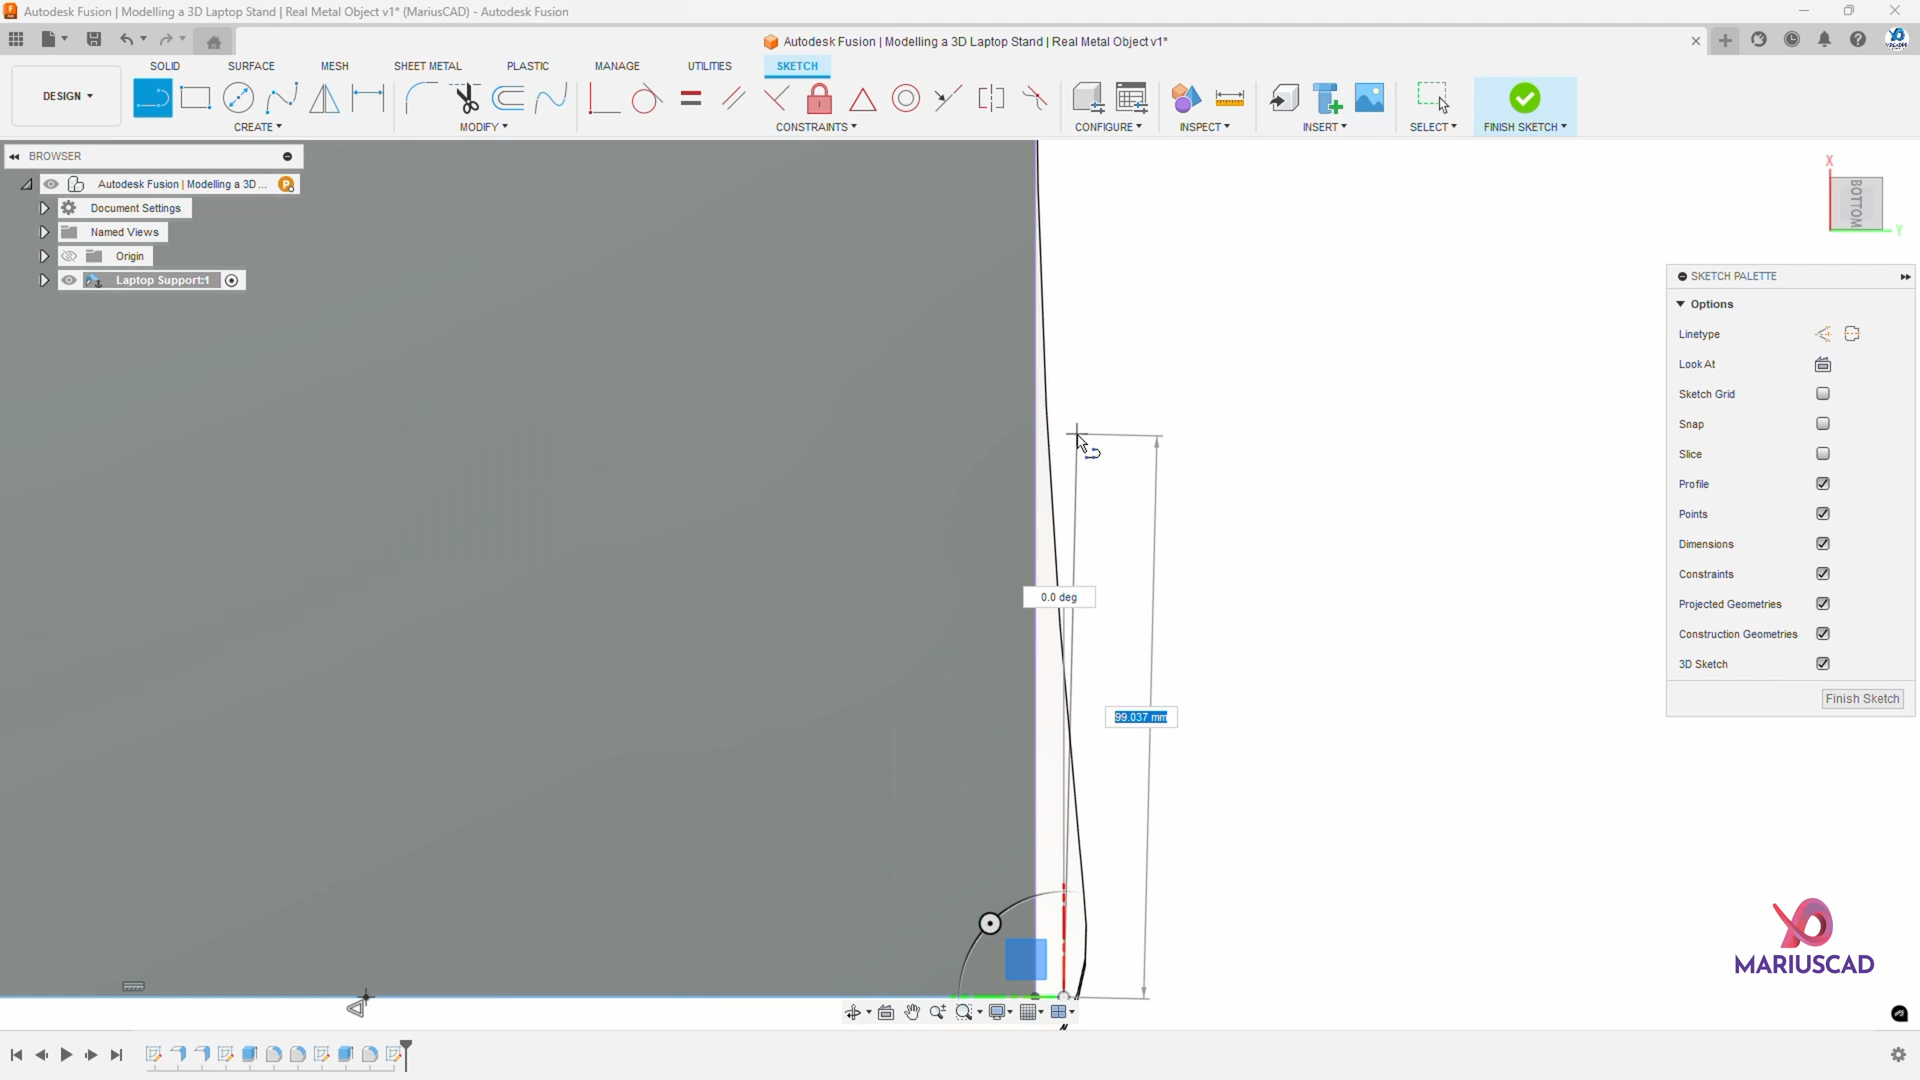 Autodesk Fusion | Modelling a 3D Laptop Stand | Real Metal Object v1* (MariusCAD) - Autodesk Fusion
Autodesk Fusion | Modelling a 3D Laptop Stand | Real Metal Object v1*
SOLID SURFACE MESH SHEET METAL PLASTIC MANAGE UTILITIES SKETCH
DESIGN
CREATE MODIFY CONSTRAINTS CONFIGURE INSPECT INSERT SELECT FINISH SKETCH
BROWSER
Autodesk Fusion | Modelling a 3D ...
Document Settings
Named Views
Origin
Laptop Support:1
X
BOTTOM
Y
SKETCH PALETTE
Options
Linetype
Look At
Sketch Grid
Snap
Slice
Profile
Points
Dimensions
Constraints
Projected Geometries
Construction Geometries
3D Sketch
Finish Sketch
0.0 deg
99.037 mm
MARIUSCAD